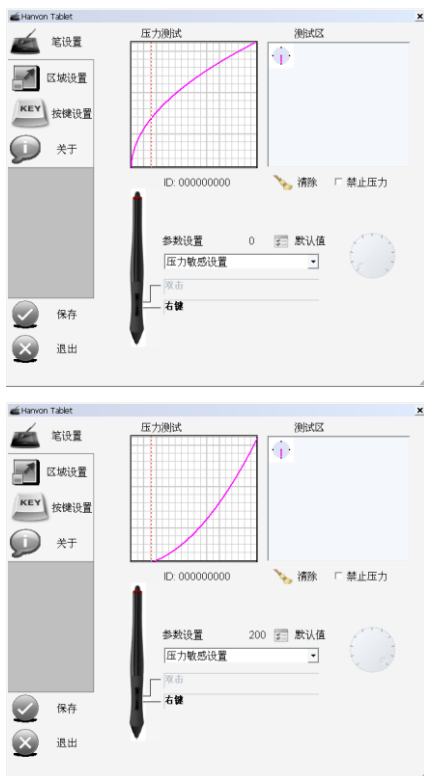 Hanvon Tablet
笔设置
压力测试
测试区
区域设置
KEY
按键设置
关于
ID: 000000000
清除
禁止压力
参数设置
0
默认值
压力敏感设置
双击
右键
保存
退出
Hanvon Tablet
笔设置
压力测试
测试区
区域设置
KEY
按键设置
关于
ID: 000000000
清除
禁止压力
参数设置
200
默认值
压力敏感设置
双击
右键
保存
退出